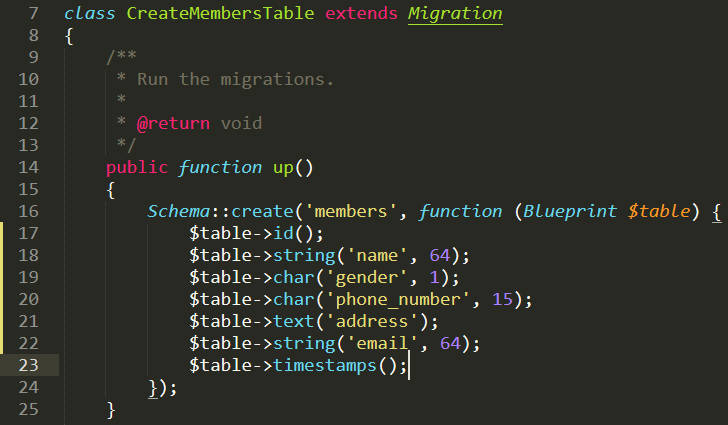 7 class CreateMembersTable extends Migration
8 {
9     /**
10      * Run the migrations.
11      *
12      * @return void
13      */
14     public function up()
15     {
16         Schema::create('members', function (Blueprint $table) {
17             $table->id();
18             $table->string('name', 64);
19             $table->char('gender', 1);
20             $table->char('phone_number', 15);
21             $table->text('address');
22             $table->string('email', 64);
23             $table->timestamps();
24         });
25     }